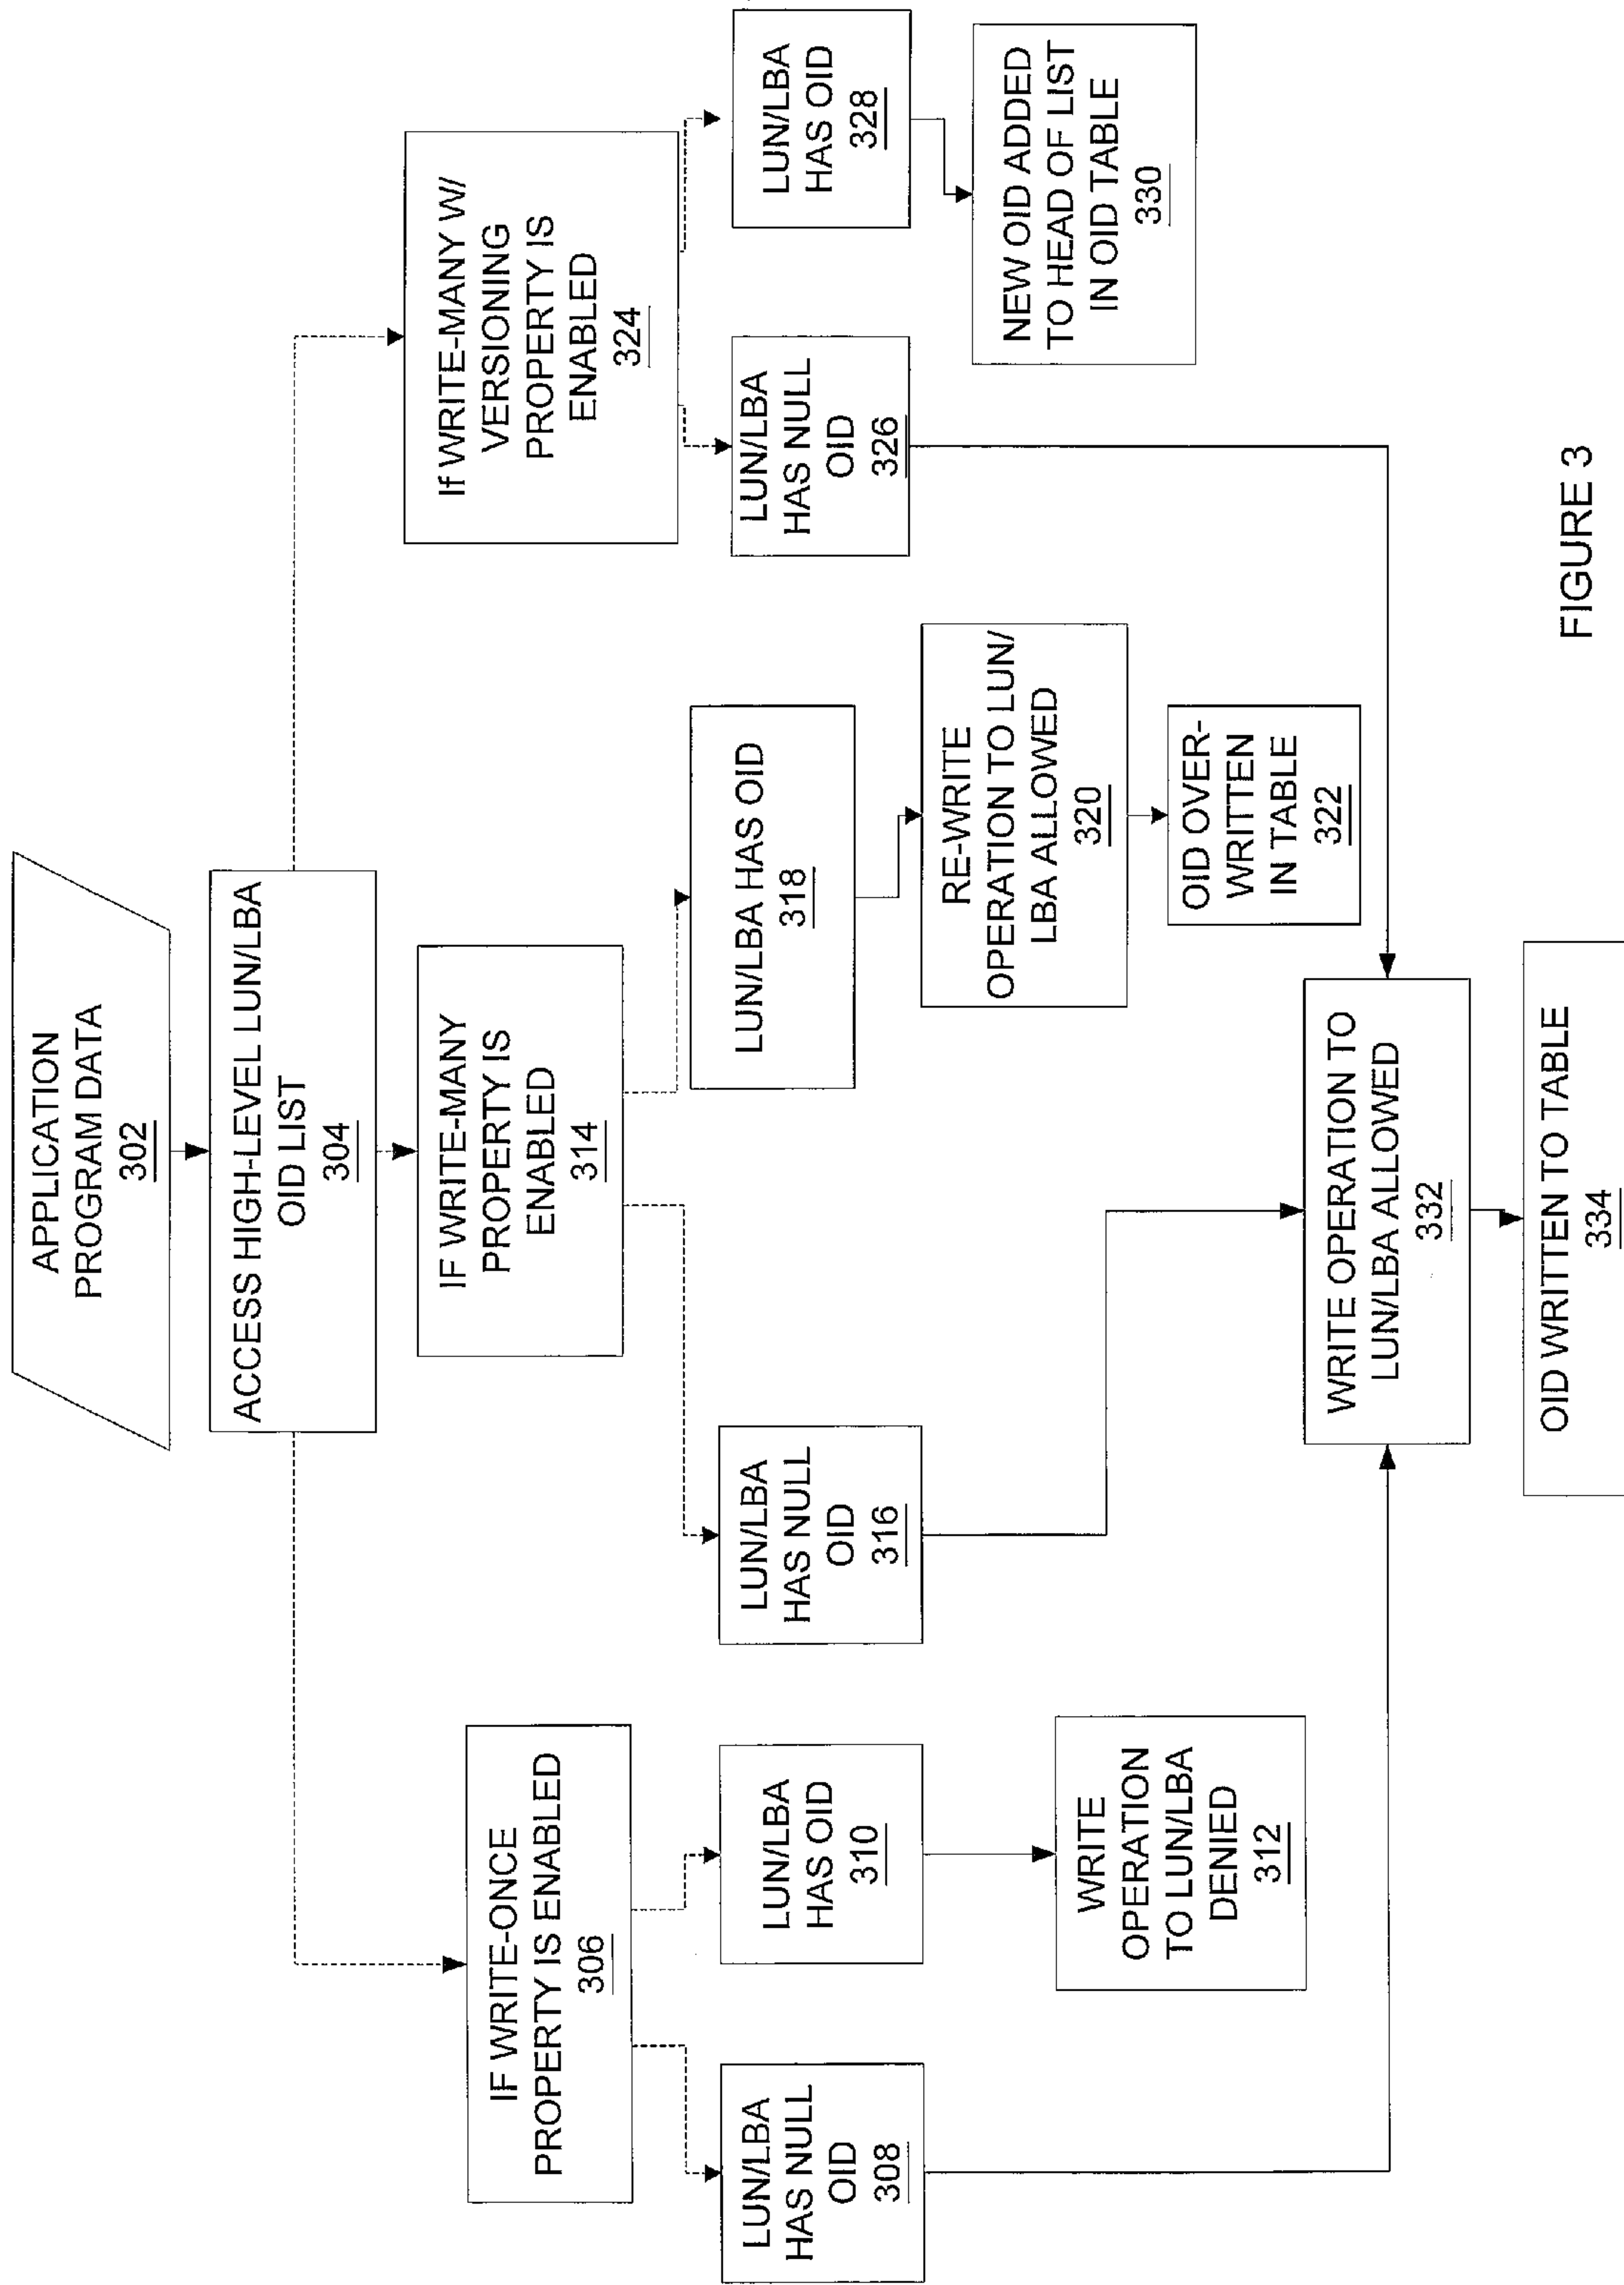 APPLICATION
PROGRAM DATA
302
ACCESS HIGH-LEVEL LUN/LBA
OID LIST
304
IF WRITE-ONCE
PROPERTY IS ENABLED
306
LUN/LBA
HAS NULL
OID
308
LUN/LBA
HAS OID
310
WRITE
OPERATION
TO LUN/LBA
DENIED
312
IF WRITE-MANY
PROPERTY IS
ENABLED
314
LUN/LBA
HAS NULL
OID
316
LUN/LBA HAS OID
318
RE-WRITE
OPERATION TO LUN/
LBA ALLOWED
320
OID OVER-
WRITTEN
IN TABLE
322
If WRITE-MANY W/
VERSIONING
PROPERTY IS
ENABLED
324
LUN/LBA
HAS NULL
OID
326
LUN/LBA
HAS OID
328
NEW OID ADDED
TO HEAD OF LIST
IN OID TABLE
330
WRITE OPERATION TO
LUN/LBA ALLOWED
332
OID WRITTEN TO TABLE
334
FIGURE 3